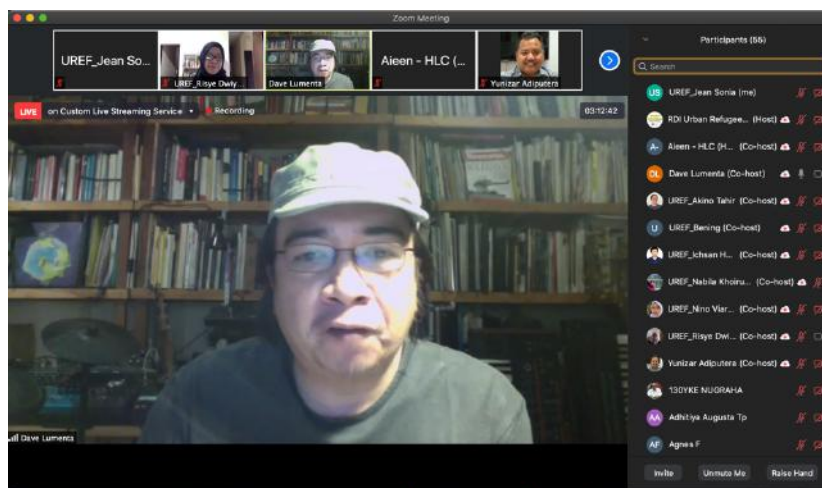 Zoom Meeting
UREF_Jean So...
UREF_Risye Dwiy...
Dave Lumenta
Aieen - HLC (...
Yunizar Adiputera
LIVE on Custom Live Streaming Service
Recording
03:12:42
Dave Lumenta
Participants (55)
Search
US UREF_Jean Sonia (me)
RDI Urban Refugee... (Host)
A- Aieen - HLC (H... (Co-host)
DL Dave Lumenta (Co-host)
UREF_Akino Tahir (Co-host)
U UREF_Bening (Co-host)
UREF_Ichsan H... (Co-host)
UREF_Nabila Khoiru... (Co-host)
UREF_Nino Viar... (Co-host)
UREF_Risye Dwi... (Co-host)
Yunizar Adiputera (Co-host)
130YKE NUGRAHA
AA Adhitiya Augusta Tp
AF Agnes F
Invite
Unmute Me
Raise Hand